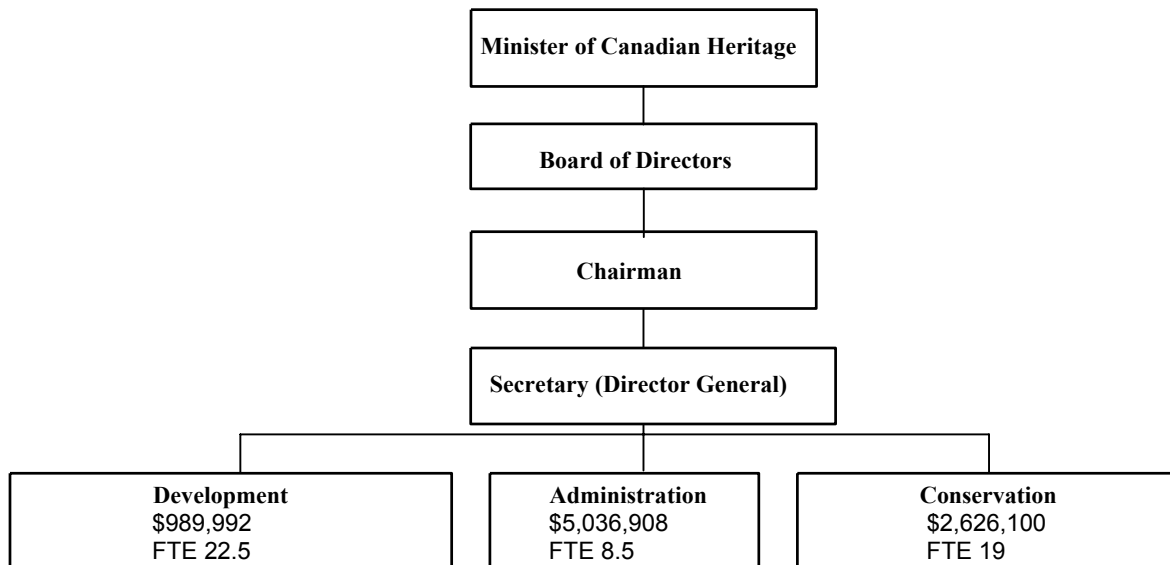 Minister of Canadian Heritage
Board of Directors
Chairman
Secretary (Director General)
Development
$989,992
FTE 22.5
Administration
$5,036,908
FTE 8.5
Conservation
$2,626,100
FTE 19